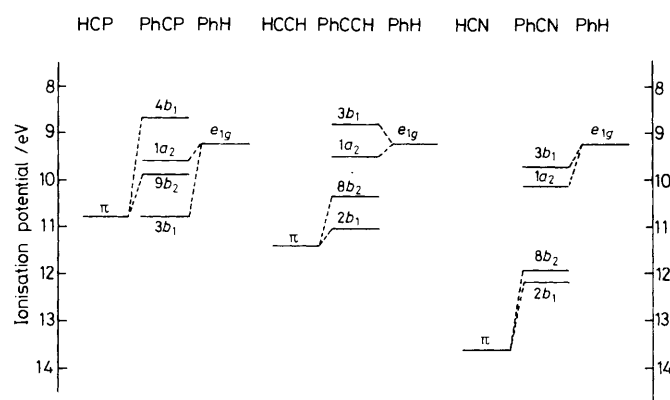 HCP PhCP PhH HCCH PhCCH PhH HCN PhCN PhH
Ionisation potential /eV
8
9
10
11
12
13
14
π
4b₁
1a₂
9b₂
3b₁
e₁g
π
3b₁
1a₂
8b₂
2b₁
e₁g
π
3b₁
1a₂
8b₂
2b₁
e₁g
8
9
10
11
12
13
14